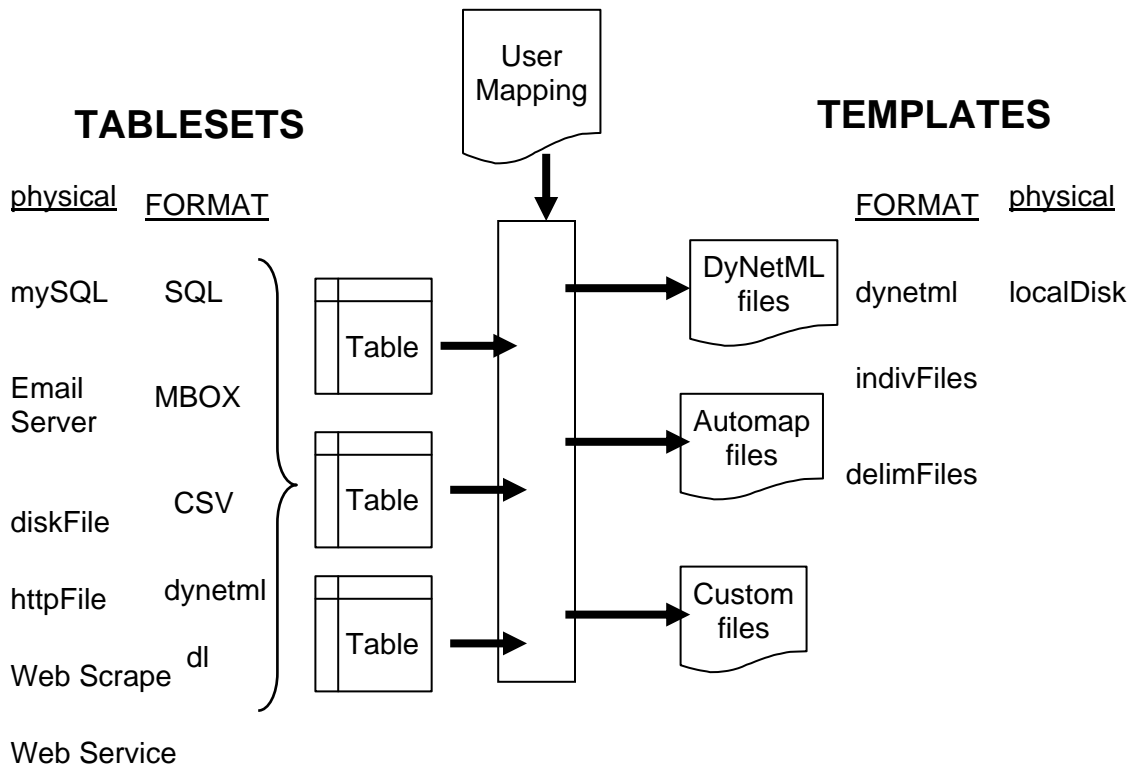 User
Mapping
TABLESETS
TEMPLATES
physical
FORMAT
FORMAT
physical
mySQL
SQL
Table
DyNetML
files
dynetml
localDisk
Email
Server
MBOX
indivFiles
Automap
files
diskFile
CSV
Table
delimFiles
httpFile
dynetml
Custom
files
Web Scrape
dl
Table
Web Service